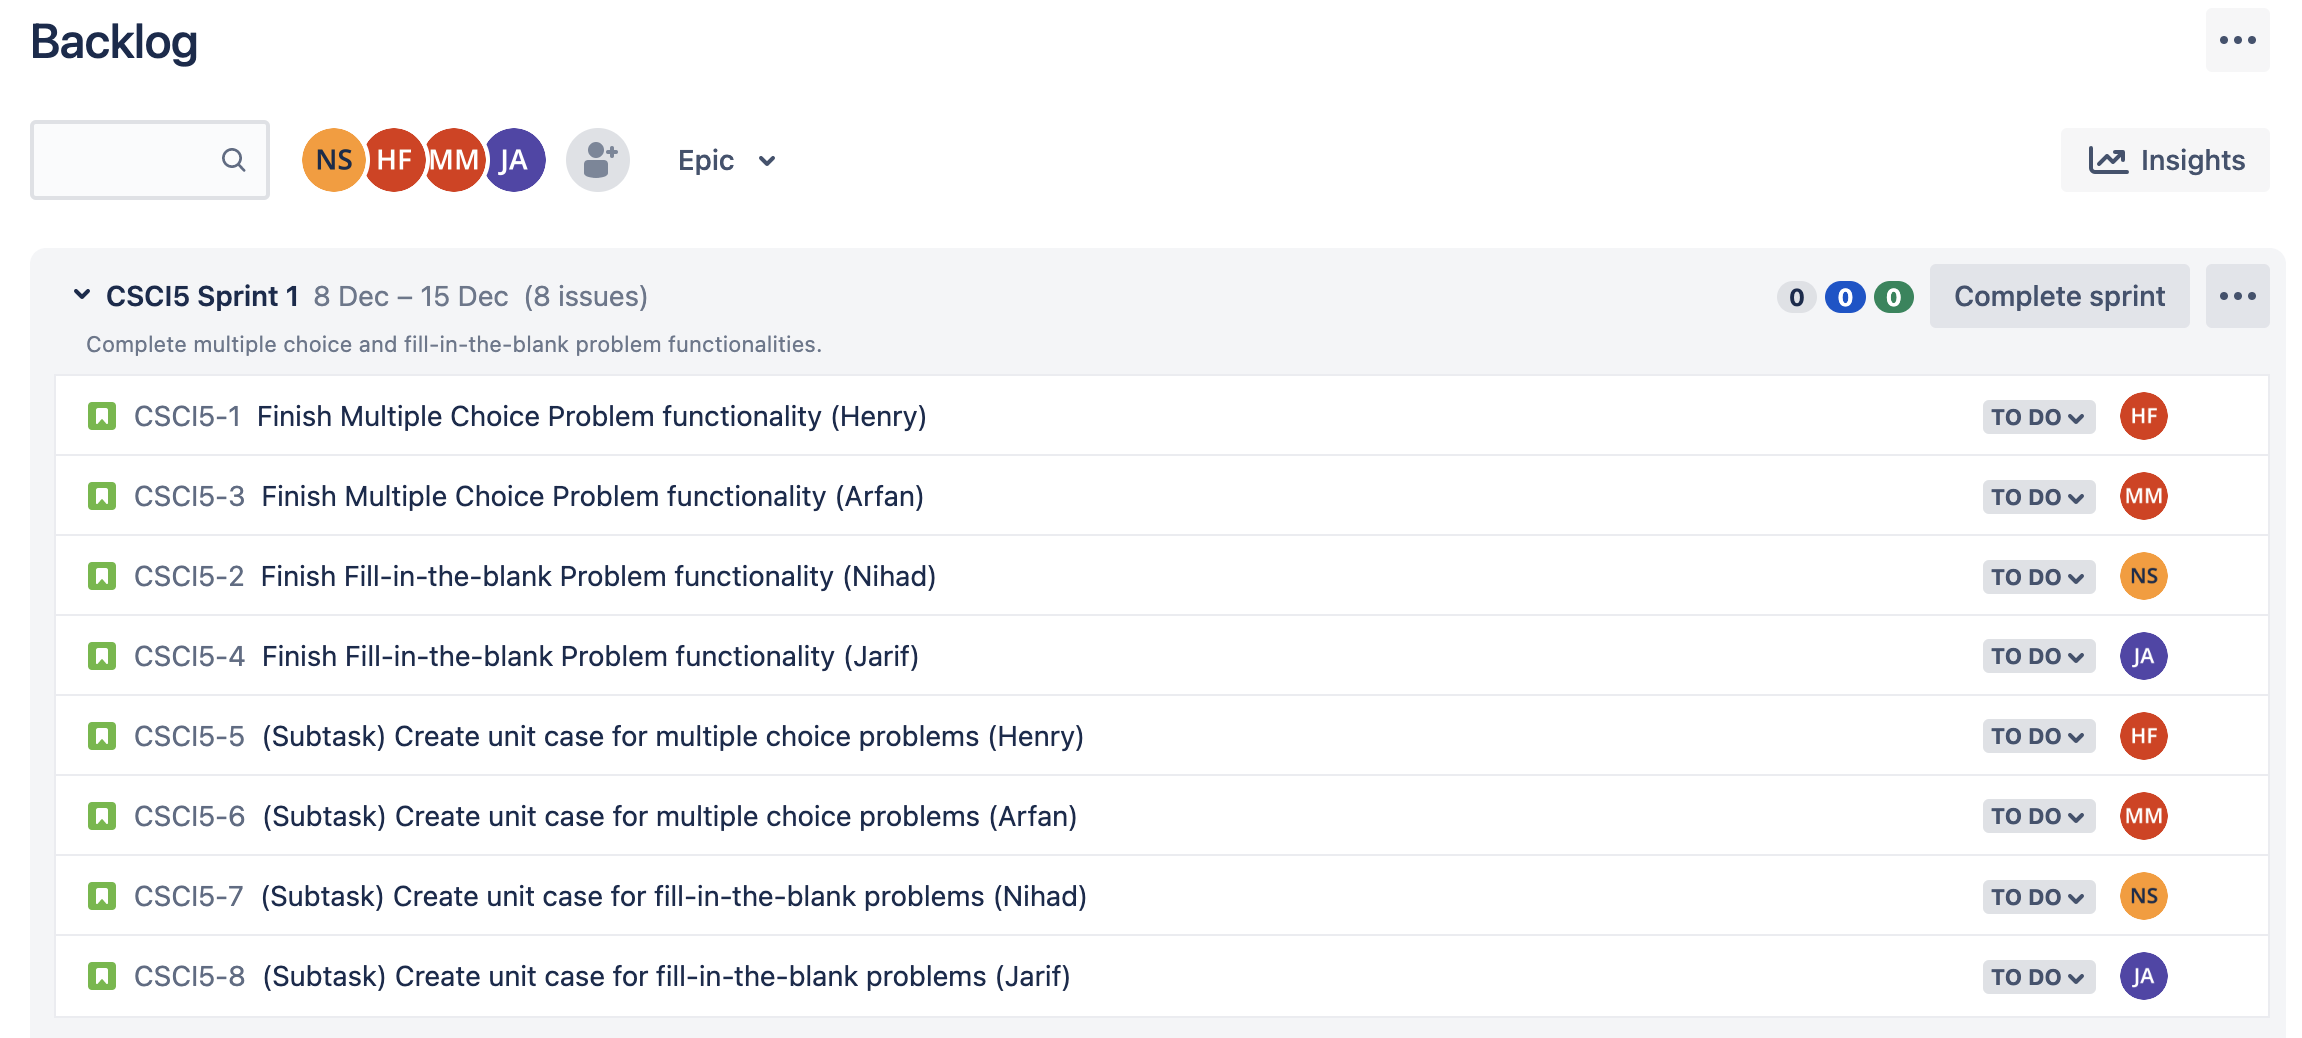 Backlog
NS HF MM JA Epic Insights
CSCI5 Sprint 1 8 Dec – 15 Dec (8 issues) 0 0 0 Complete sprint
Complete multiple choice and fill-in-the-blank problem functionalities.
CSCI5-1 Finish Multiple Choice Problem functionality (Henry) TO DO HF
CSCI5-3 Finish Multiple Choice Problem functionality (Arfan) TO DO MM
CSCI5-2 Finish Fill-in-the-blank Problem functionality (Nihad) TO DO NS
CSCI5-4 Finish Fill-in-the-blank Problem functionality (Jarif) TO DO JA
CSCI5-5 (Subtask) Create unit case for multiple choice problems (Henry) TO DO HF
CSCI5-6 (Subtask) Create unit case for multiple choice problems (Arfan) TO DO MM
CSCI5-7 (Subtask) Create unit case for fill-in-the-blank problems (Nihad) TO DO NS
CSCI5-8 (Subtask) Create unit case for fill-in-the-blank problems (Jarif) TO DO JA